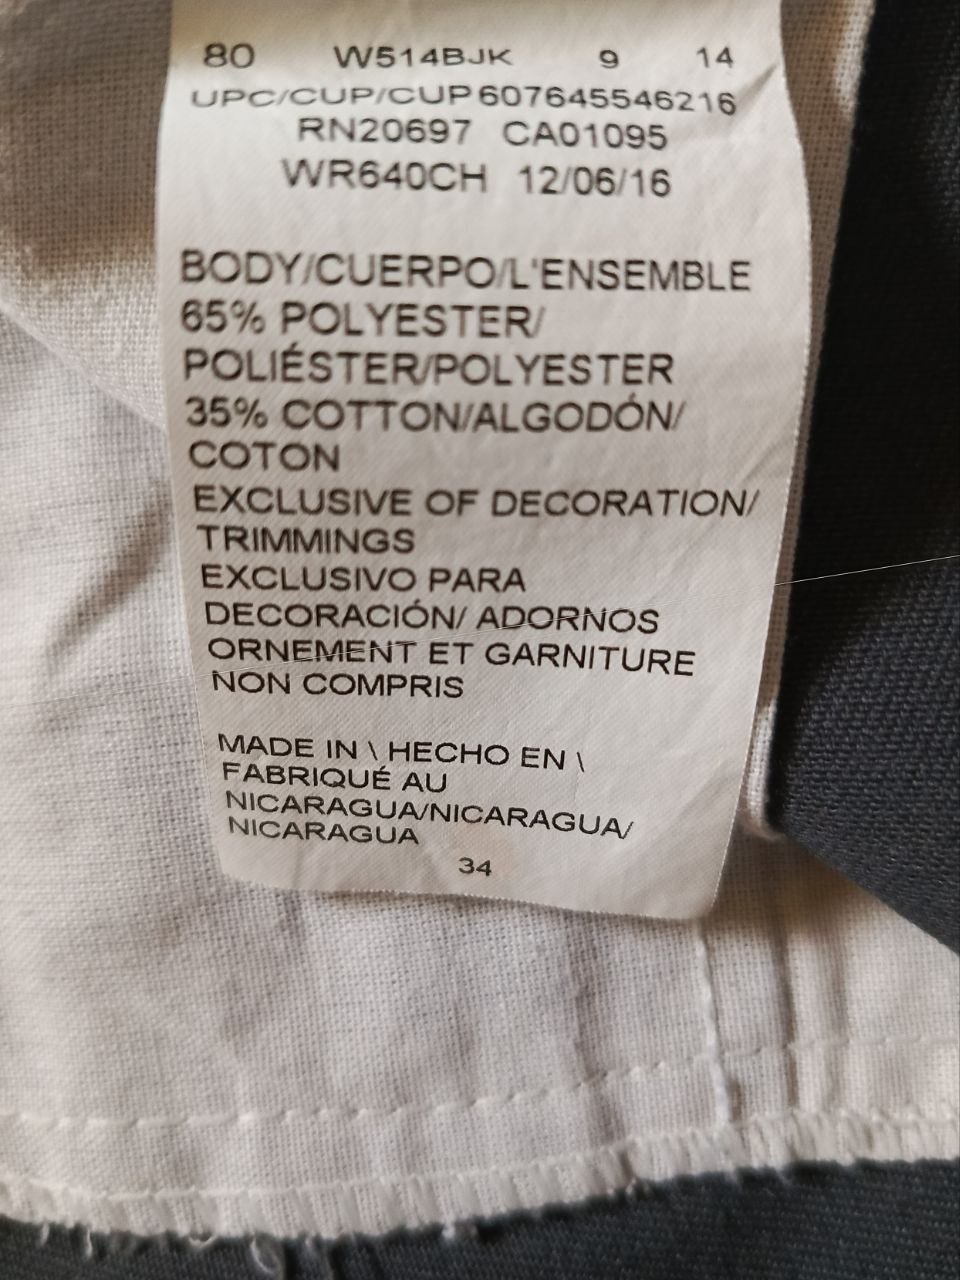 80 W514BJK 9 14
UPC/CUP/CUP 607645546216
RN20697 CA01095
WR640CH 12/06/16
BODY/CUERPO/L'ENSEMBLE
65% POLYESTER/
POLIÉSTER/POLYESTER
35% COTTON/ALGODÓN/
COTON
EXCLUSIVE OF DECORATION/
TRIMMINGS
EXCLUSIVO PARA
DECORACIÓN/ ADORNOS
ORNEMENT ET GARNITURE
NON COMPRIS
MADE IN \ HECHO EN \
FABRIQUÉ AU
NICARAGUA/NICARAGUA/
NICARAGUA
34